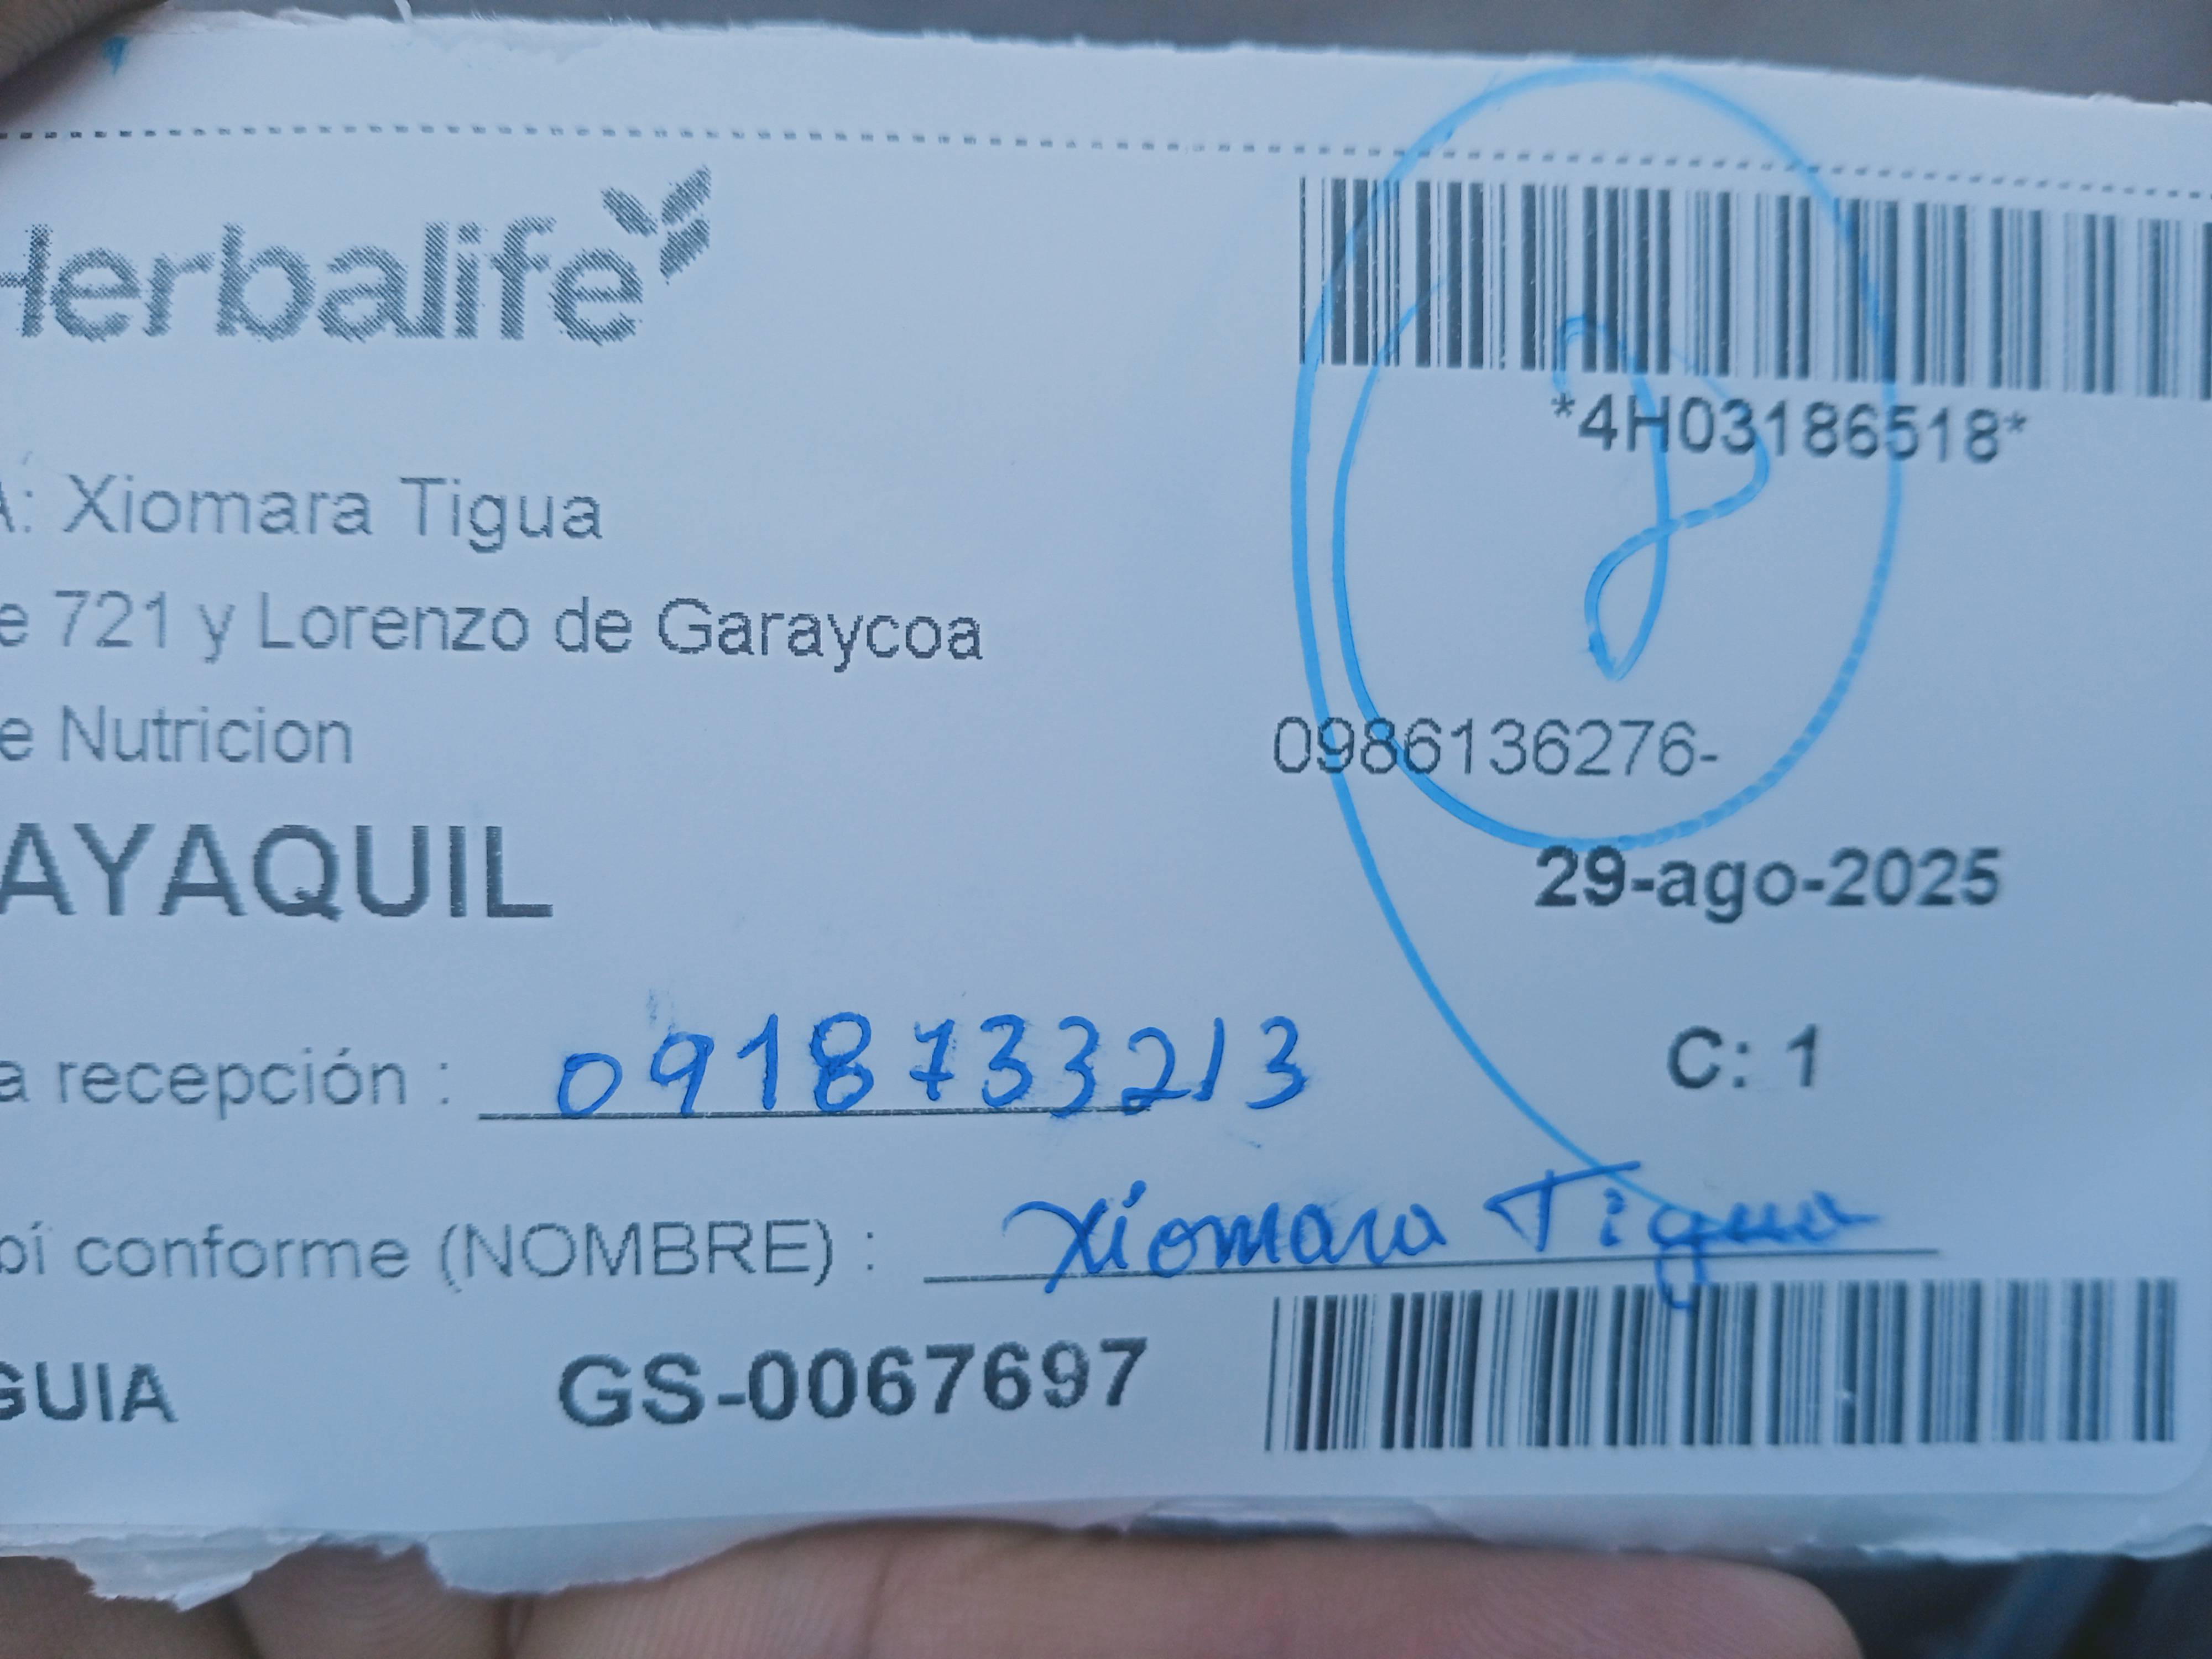 Herbalife
*4H03186518*
A: Xiomara Tigua
e 721 y Lorenzo de Garaycoa
e Nutricion
0986136276-
AYAQUIL
29-ago-2025
C: 1
a recepción : 0918733213
bí conforme (NOMBRE) : Xiomara Tigua
GUIA GS-0067697